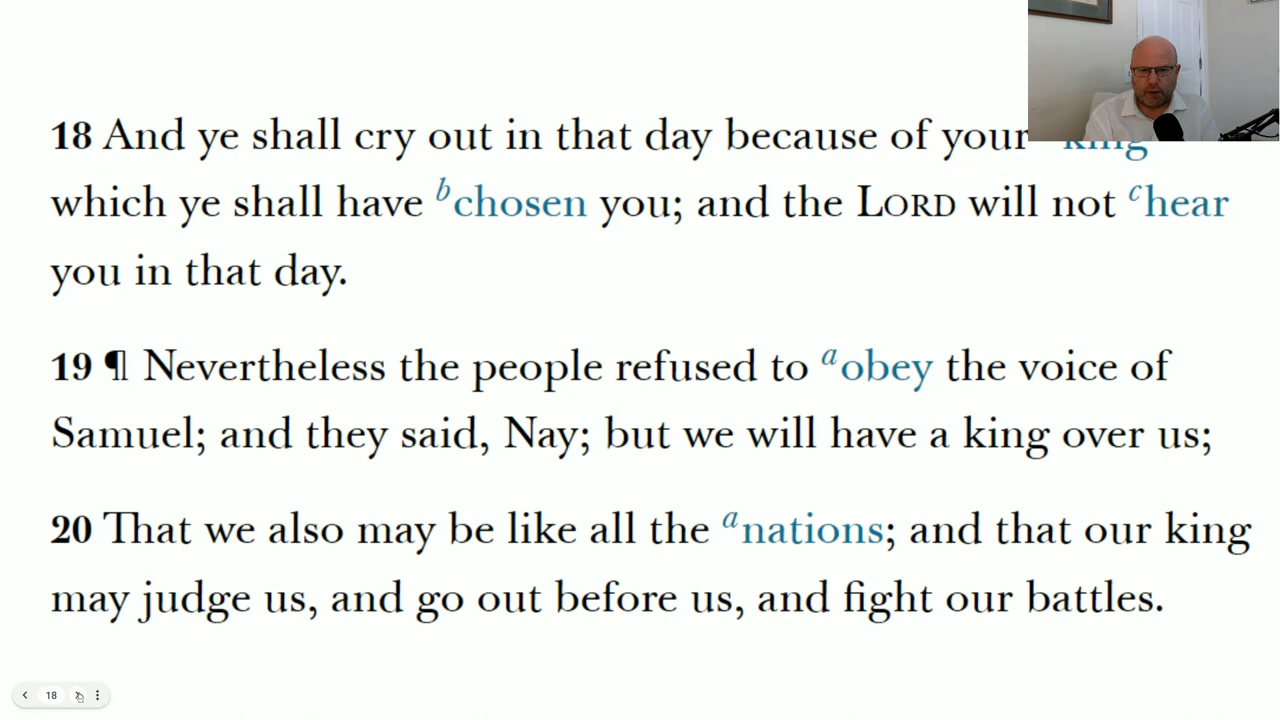 18 And ye shall cry out in that day because of your king
which ye shall have b chosen you; and the LORD will not c hear
you in that day.
19 ¶ Nevertheless the people refused to a obey the voice of
Samuel; and they said, Nay; but we will have a king over us;
20 That we also may be like all the a nations; and that our king
may judge us, and go out before us, and fight our battles.
18